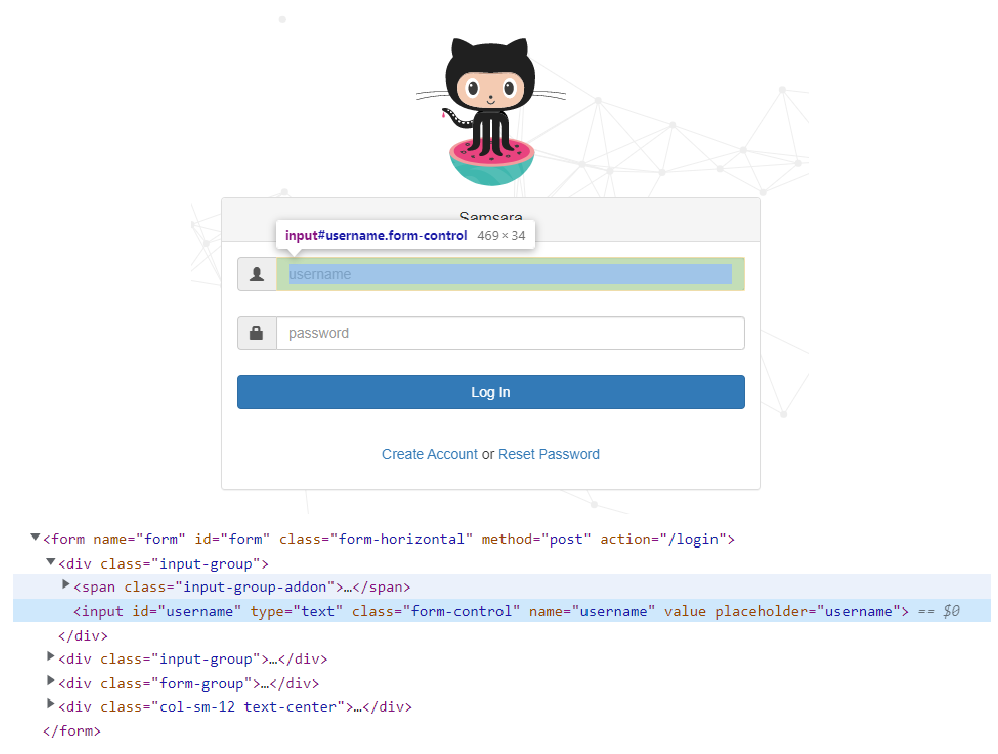 Samsara
input#username.form-control 469 × 34
username
password
Log In
Create Account or Reset Password
▼<form name="form" id="form" class="form-horizontal" method="post" action="/login">
▼<div class="input-group">
▶<span class="input-group-addon">…</span>
<input id="username" type="text" class="form-control" name="username" value placeholder="username"> == $0
</div>
▶<div class="input-group">…</div>
▶<div class="form-group">…</div>
▶<div class="col-sm-12 text-center">…</div>
</form>